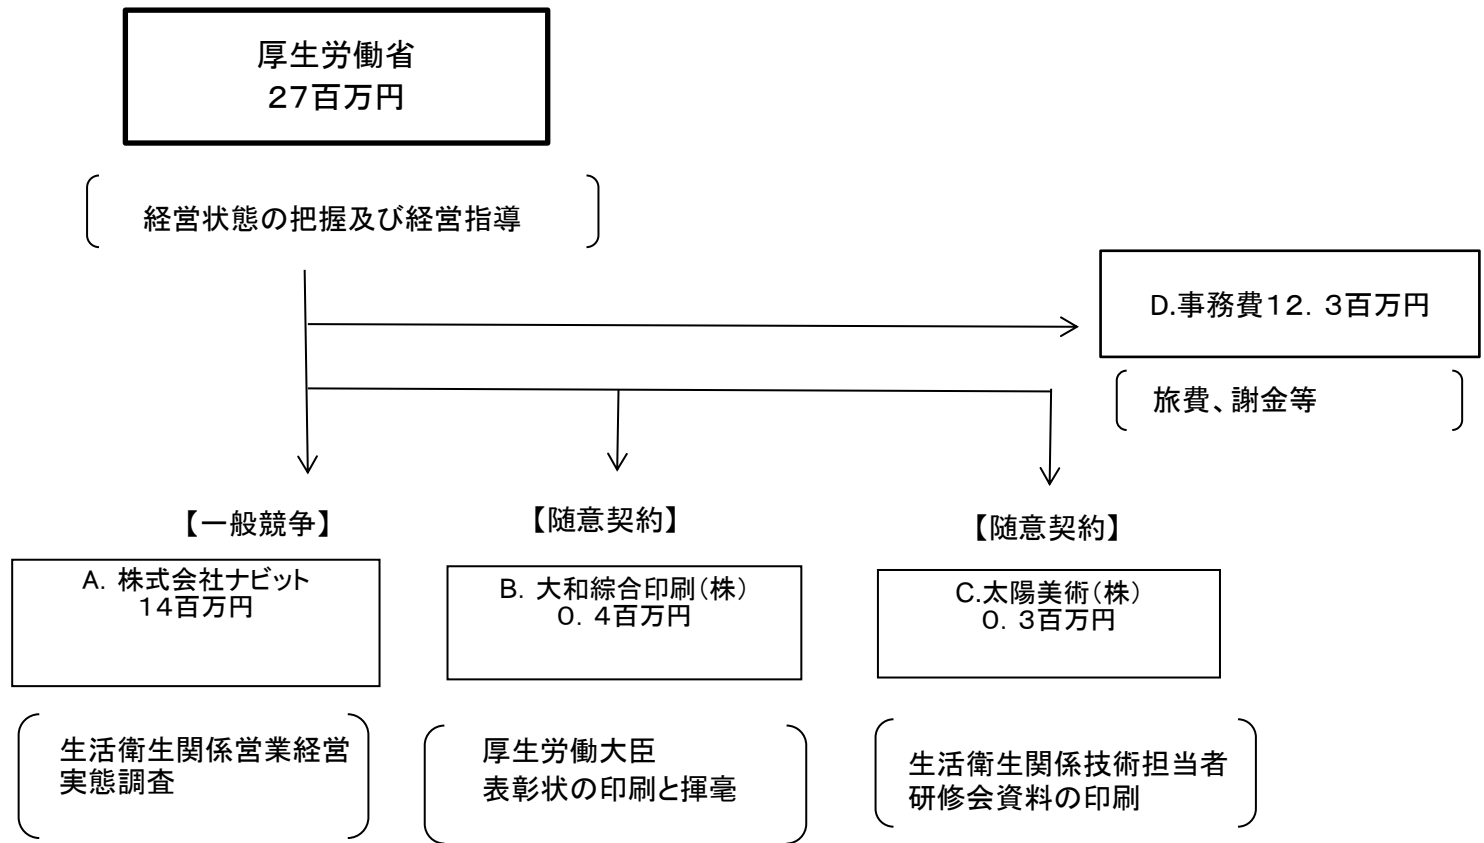 厚生労働省
27百万円
経営状態の把握及び経営指導
D.事務費12．3百万円
旅費、謝金等
【一般競争】
【随意契約】
【随意契約】
A. 株式会社ナビット
14百万円
B. 大和綜合印刷（株）
0．4百万円
C.太陽美術（株）
0．3百万円
生活衛生関係営業経営
実態調査
厚生労働大臣
表彰状の印刷と揮毫
生活衛生関係技術担当者
研修会資料の印刷